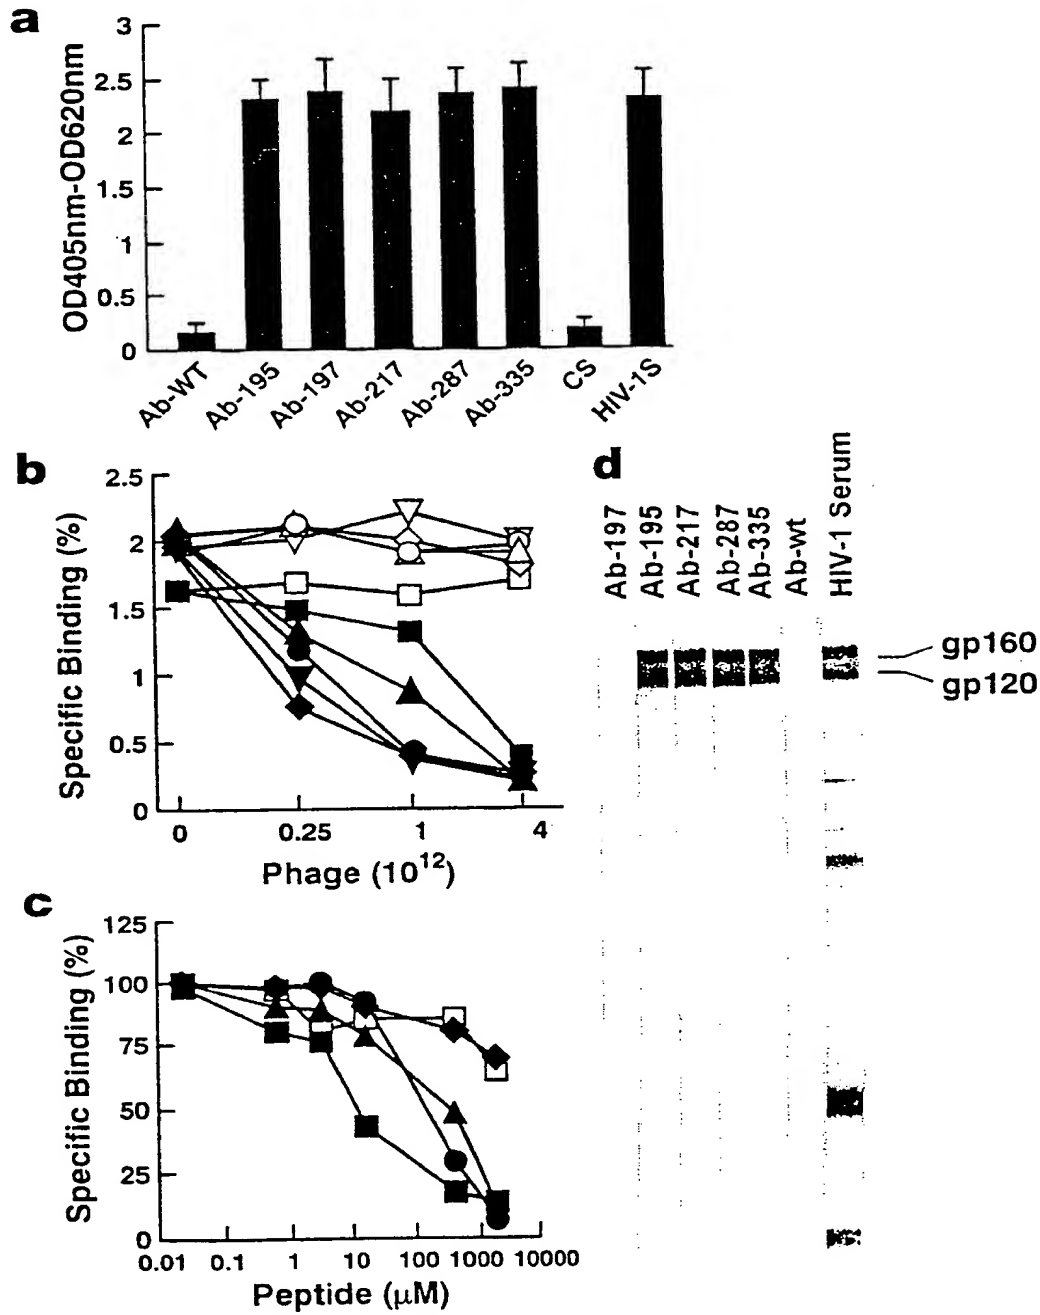 a
OD405nm-OD620nm
3
2.5
2
1.5
1
0.5
0
Ab-WT
Ab-195
Ab-197
Ab-217
Ab-287
Ab-335
CS
HIV-1S
b
Specific Binding (%)
2.5
2
1.5
1
0.5
0
0
0.25
1
4
Phage (10¹²)
c
Specific Binding (%)
125
100
75
50
25
0
0.01
0.1
1
10
100
1000
10000
Peptide (μM)
d
Ab-197
Ab-195
Ab-217
Ab-287
Ab-335
Ab-wt
HIV-1 Serum
gp160
gp120